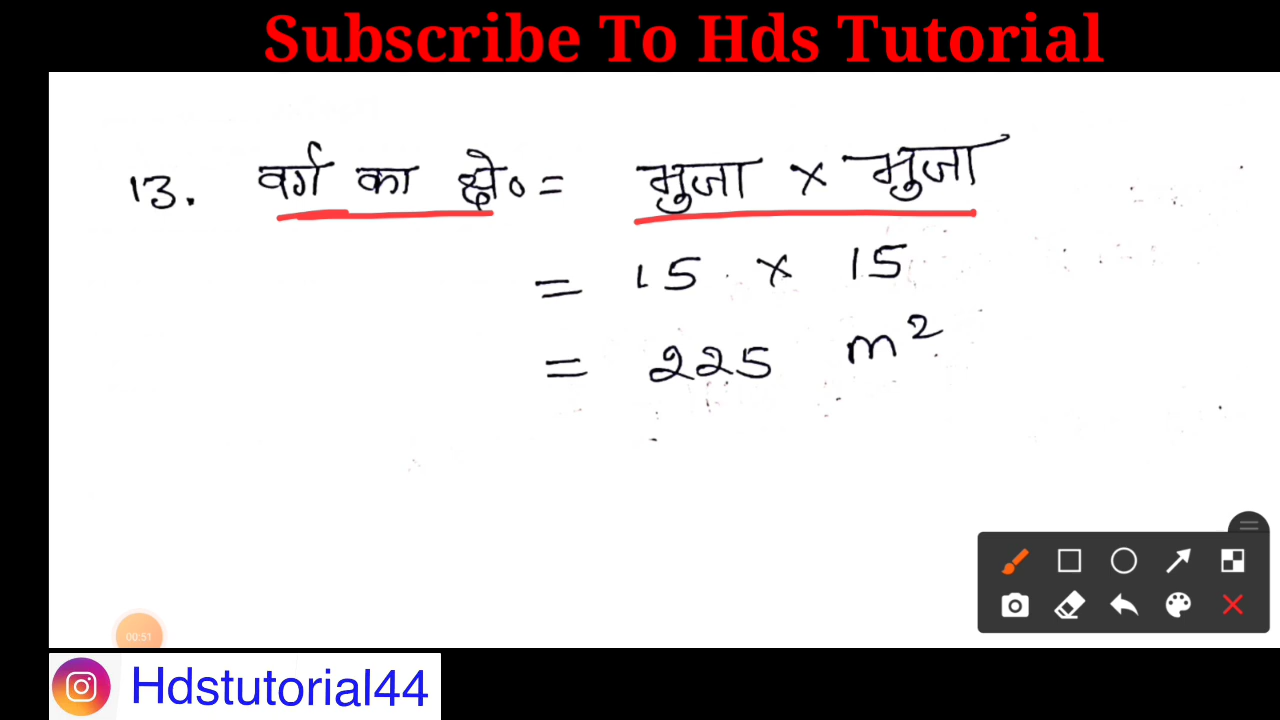 Subscribe To Hds Tutorial
13. वर्ग का क्षे० = भुजा × भुजा
= 15 × 15
= 225 m²
00:51
Hdstutorial44